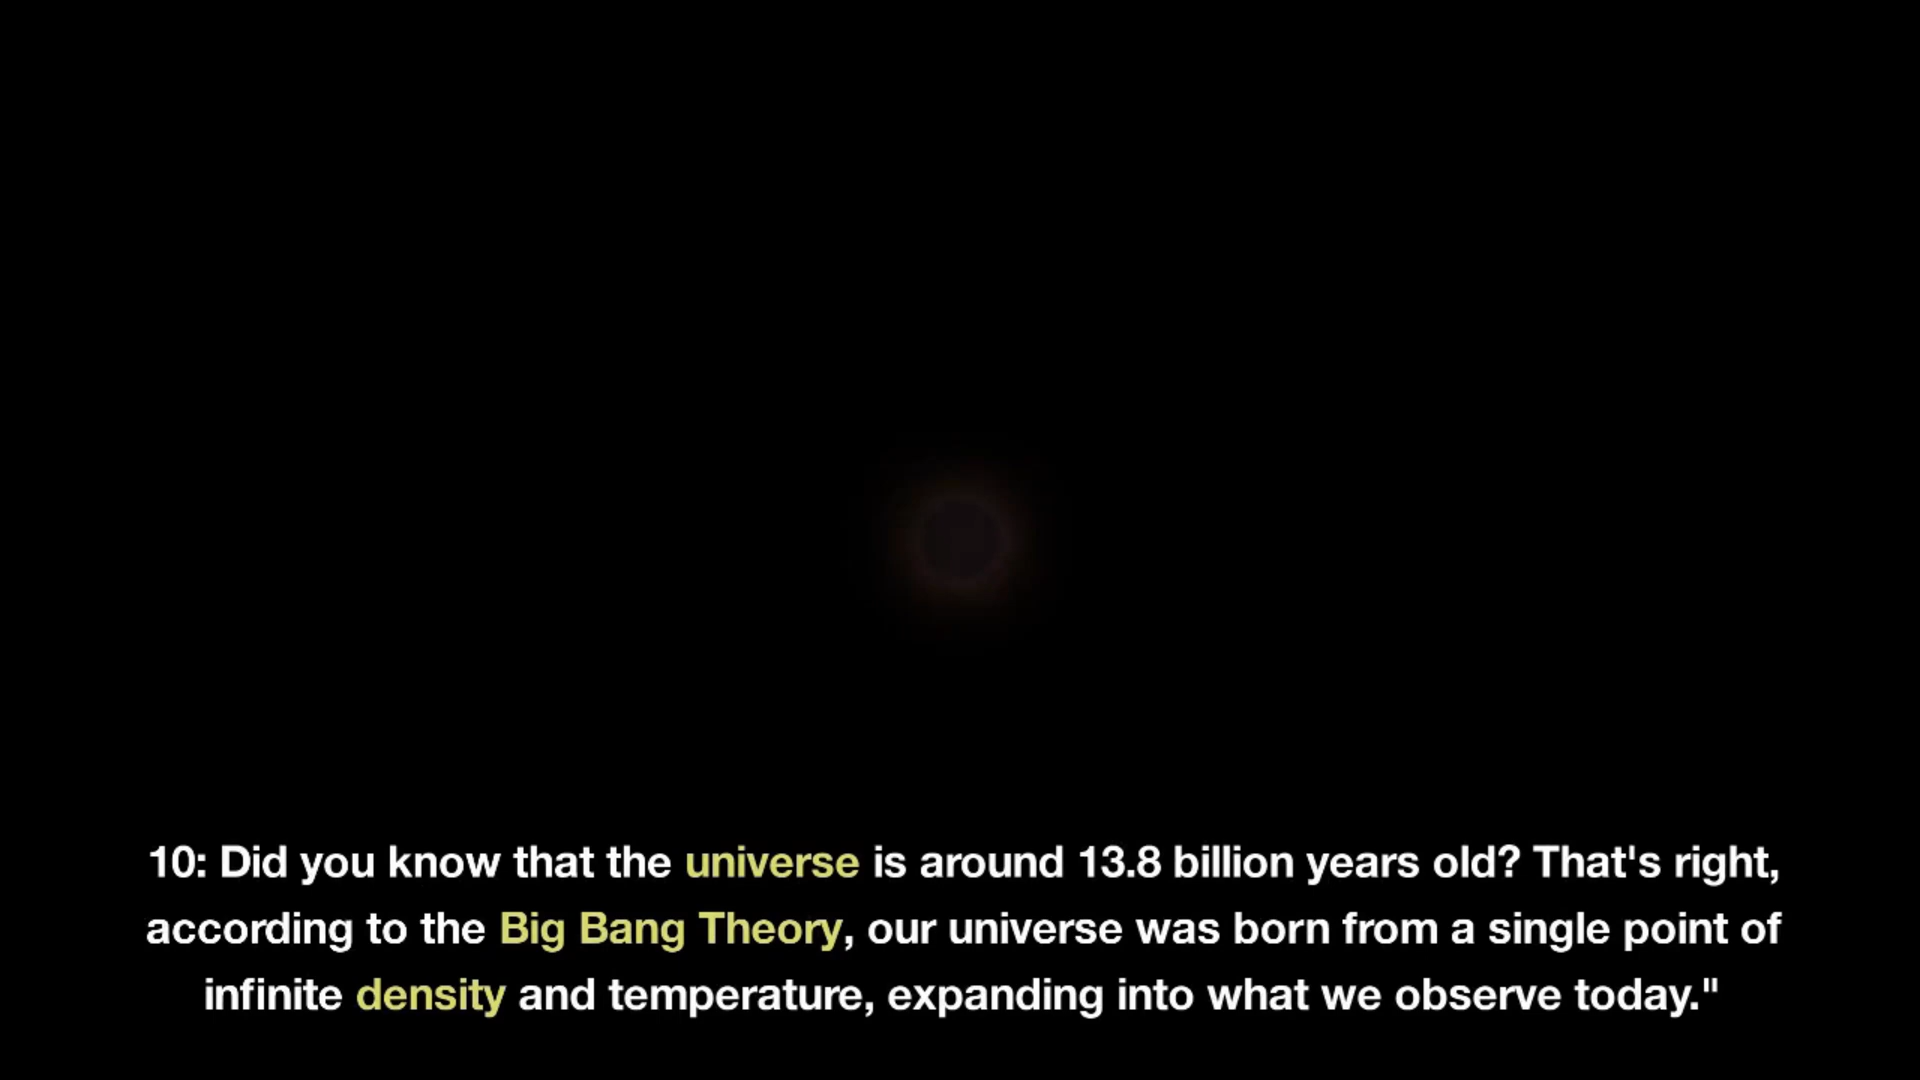 10: Did you know that the universe is around 13.8 billion years old? That's right,
according to the Big Bang Theory, our universe was born from a single point of
infinite density and temperature, expanding into what we observe today."